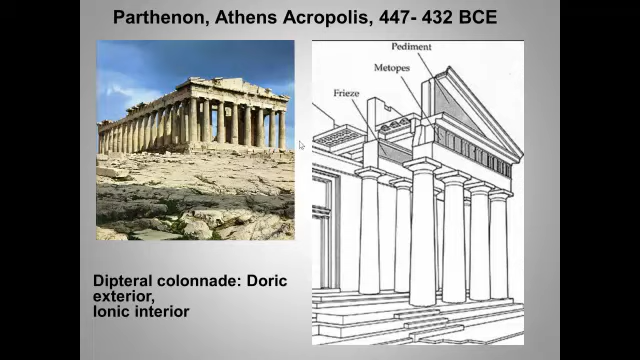 Parthenon, Athens Acropolis, 447- 432 BCE
Pediment
Metopes
Frieze
Dipteral colonnade: Doric
exterior,
Ionic interior